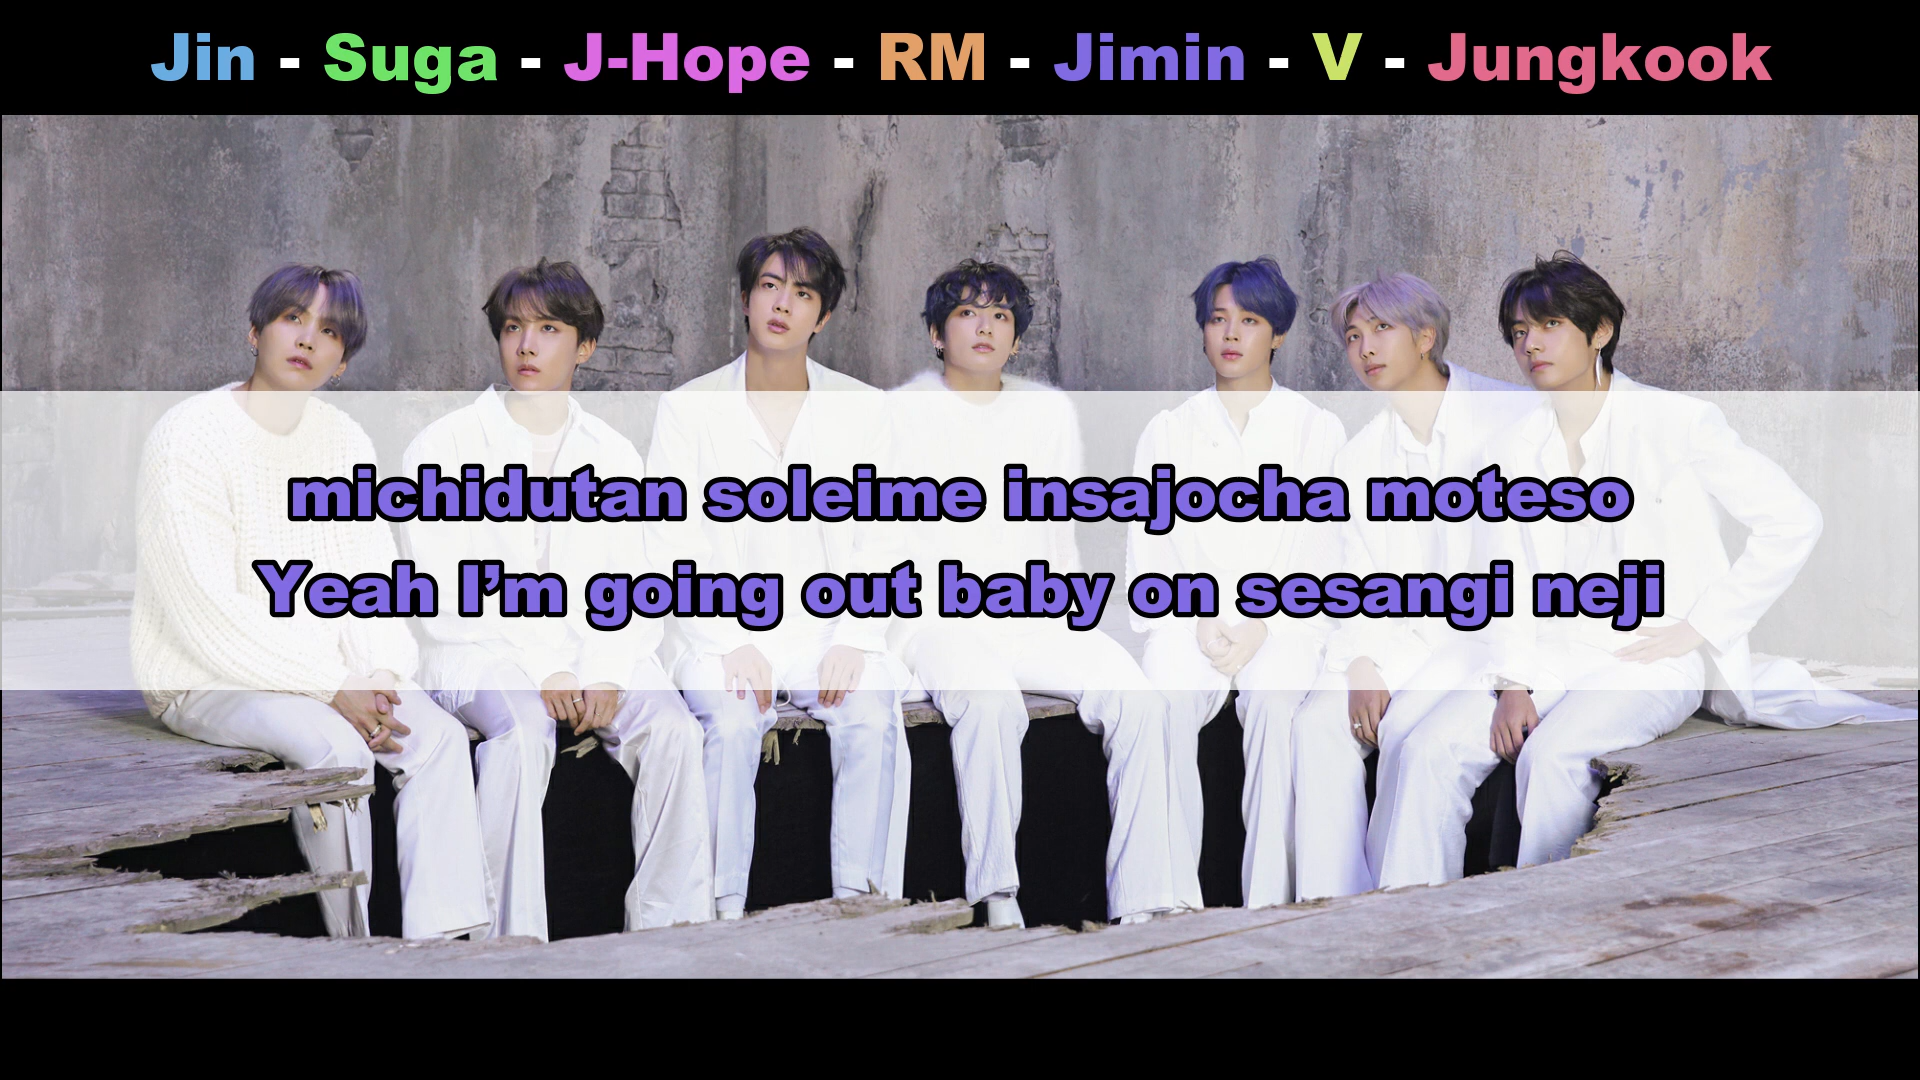 Jin - Suga - J-Hope - RM - Jimin - V - Jungkook
michidutan soleime insajocha moteso
Yeah I’m going out baby on sesangi neji